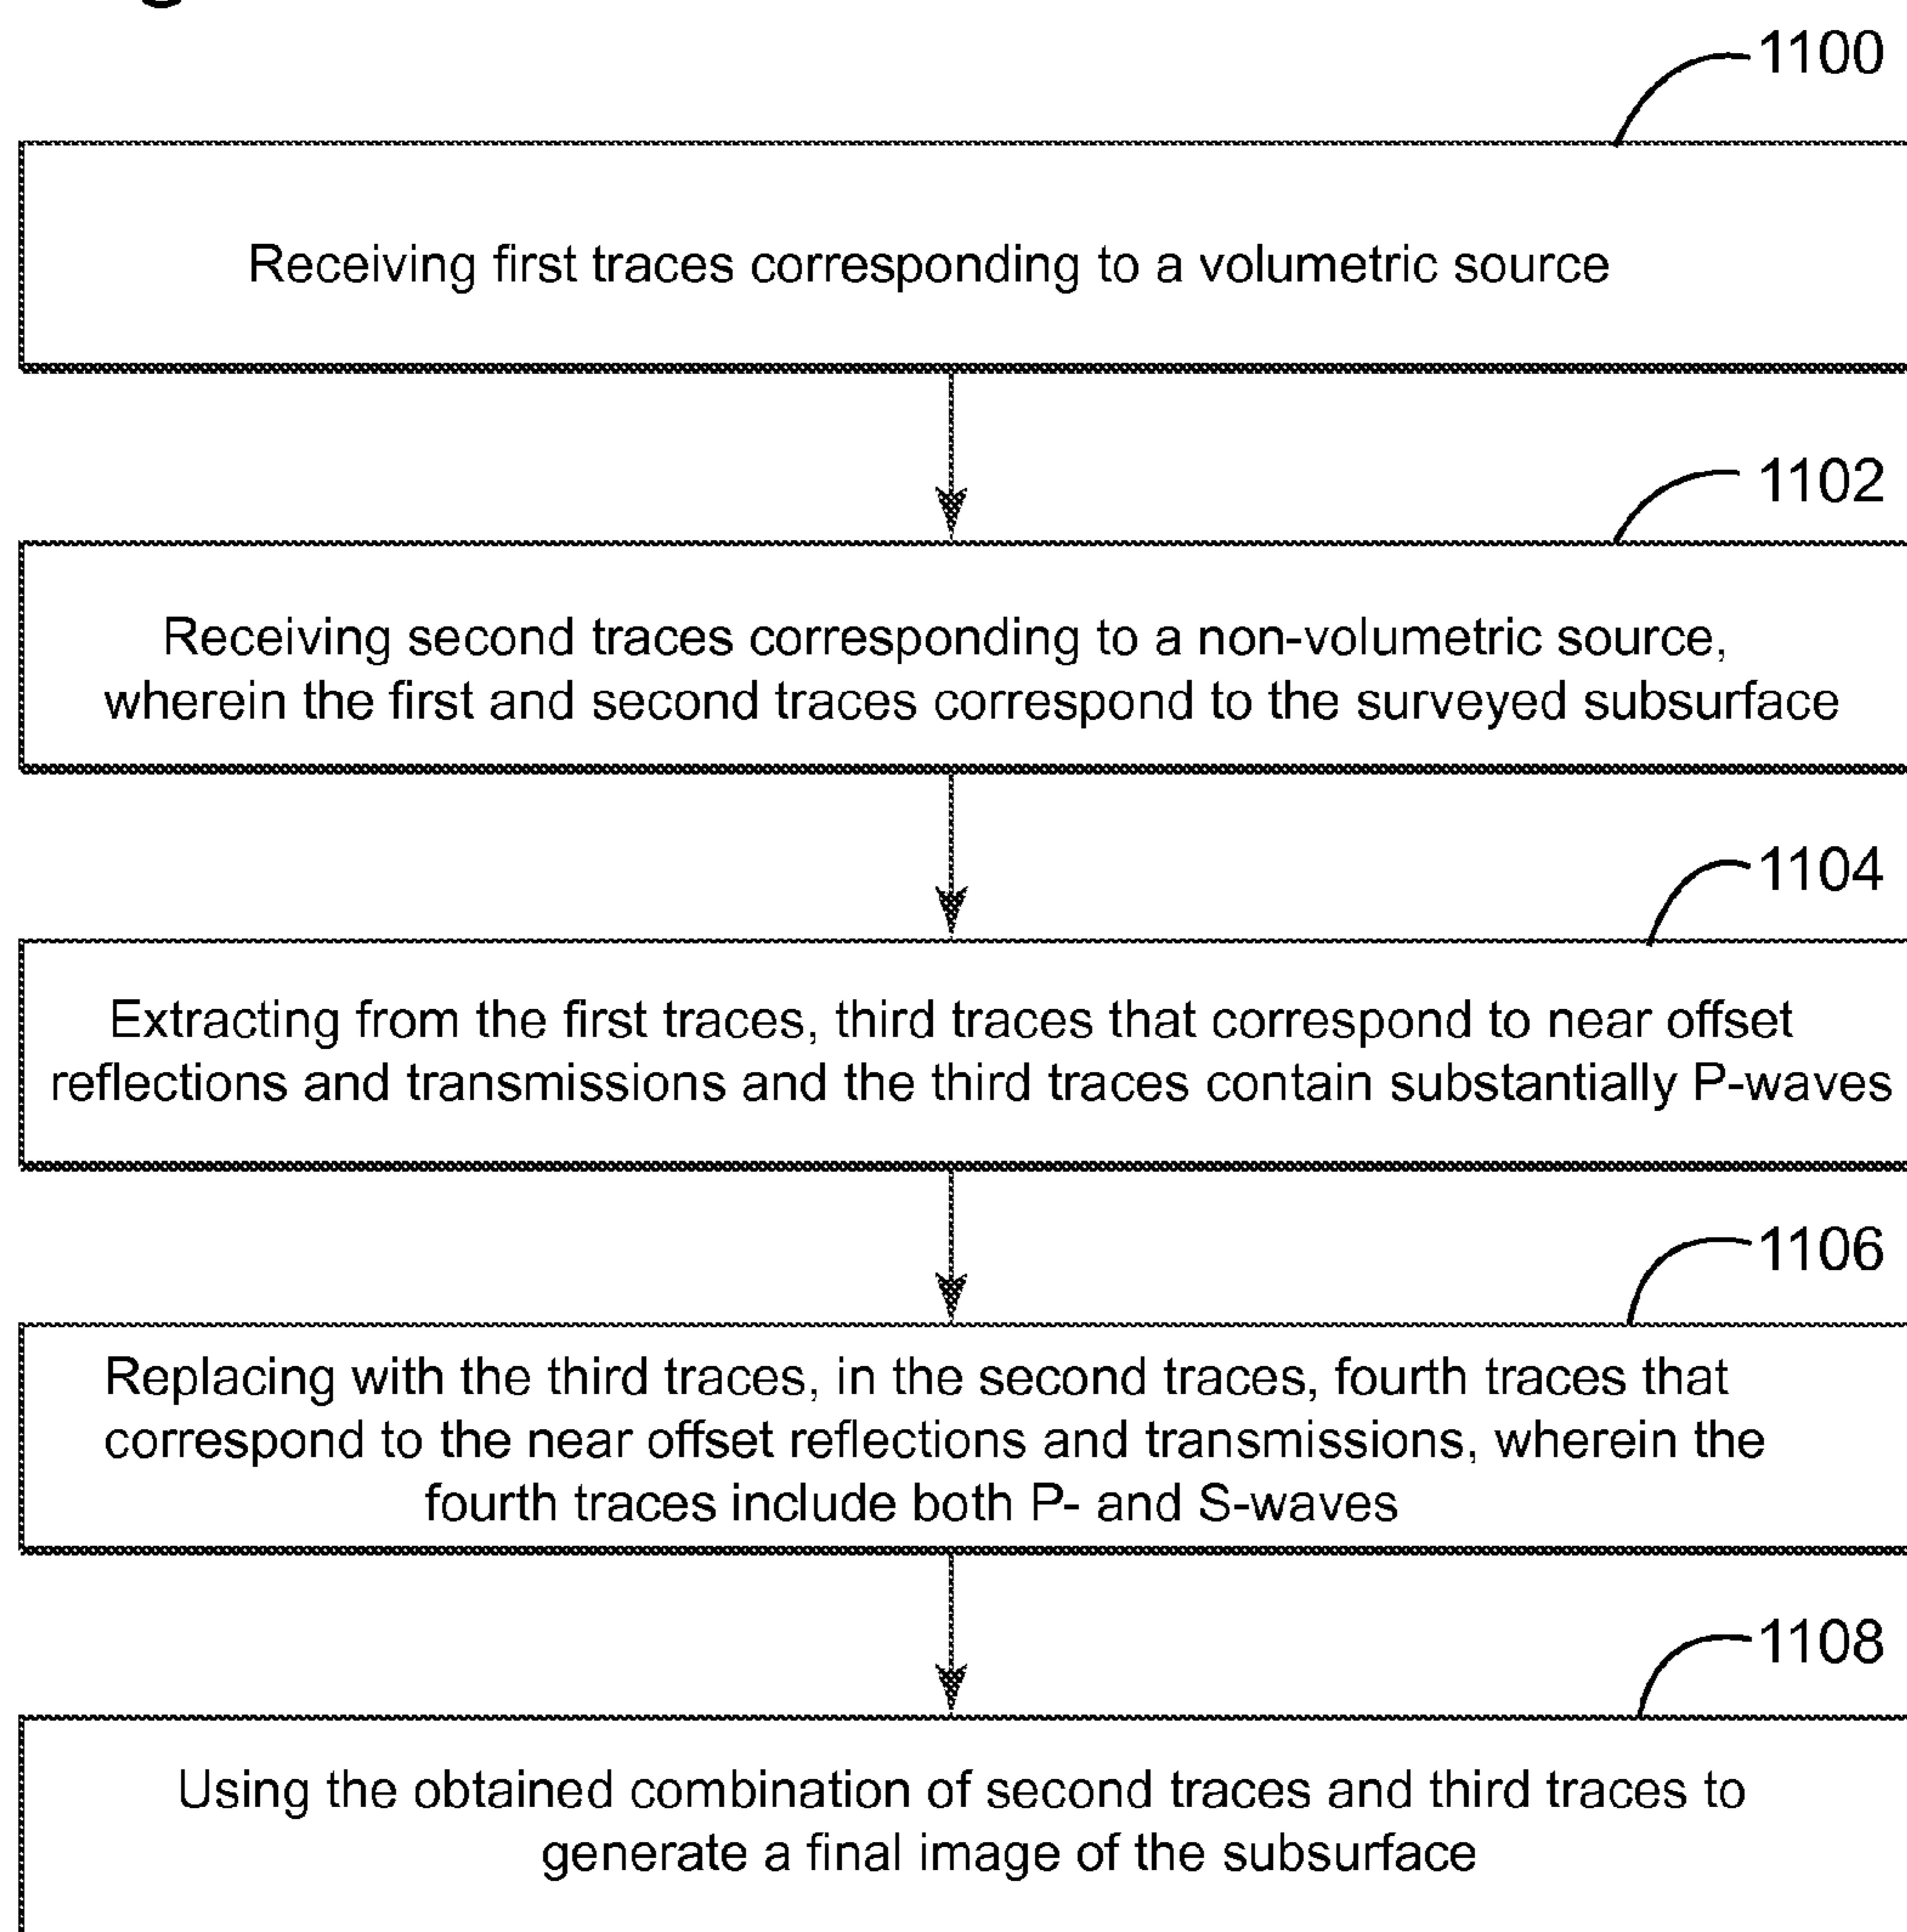 1100
Receiving first traces corresponding to a volumetric source
1102
Receiving second traces corresponding to a non-volumetric source,
wherein the first and second traces correspond to the surveyed subsurface
1104
Extracting from the first traces, third traces that correspond to near offset
reflections and transmissions and the third traces contain substantially P-waves
1106
Replacing with the third traces, in the second traces, fourth traces that
correspond to the near offset reflections and transmissions, wherein the
fourth traces include both P- and S-waves
1108
Using the obtained combination of second traces and third traces to
generate a final image of the subsurface